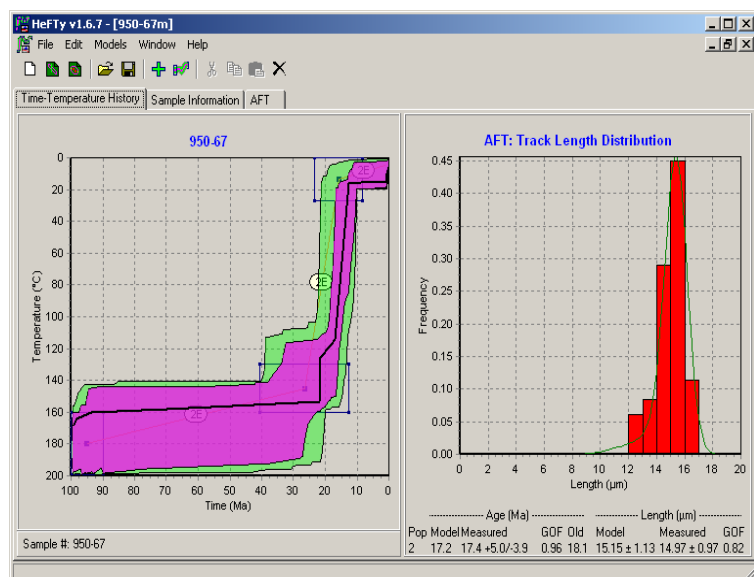 HeFTy v1.6.7 - [950-67m]
File Edit Models Window Help
Time-Temperature History Sample Information AFT
950-67
Temperature (°C)
0
20
40
60
80
100
120
140
160
180
200
2E
2E
2E
100 90 80 70 60 50 40 30 20 10 0
Time (Ma)
Sample #: 950-67
AFT: Track Length Distribution
Frequency
0.45
0.40
0.35
0.30
0.25
0.20
0.15
0.10
0.05
0.00
0 2 4 6 8 10 12 14 16 18 20
Length (µm)
Age (Ma) Length (µm)
Pop Model Measured GOF Old Model Measured GOF
2 17.2 17.4 +5.0/-3.9 0.96 18.1 15.15 ± 1.13 14.97 ± 0.97 0.82